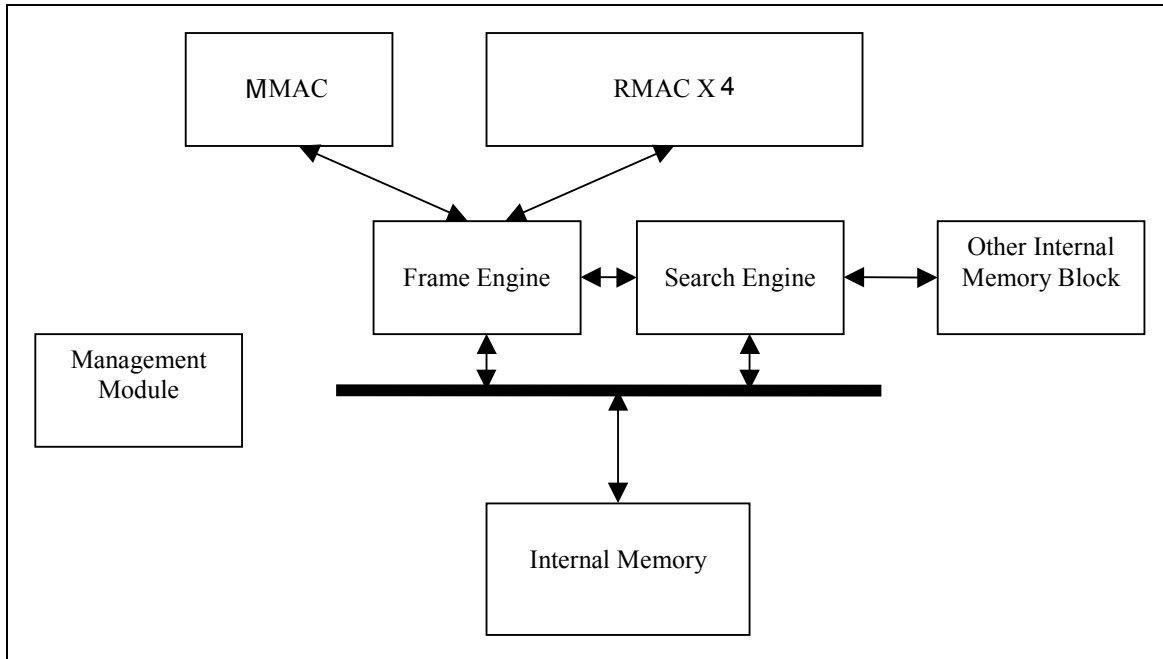 MMAC
RMAC X 4
Frame Engine
Search Engine
Other Internal
Memory Block
Management
Module
Internal Memory